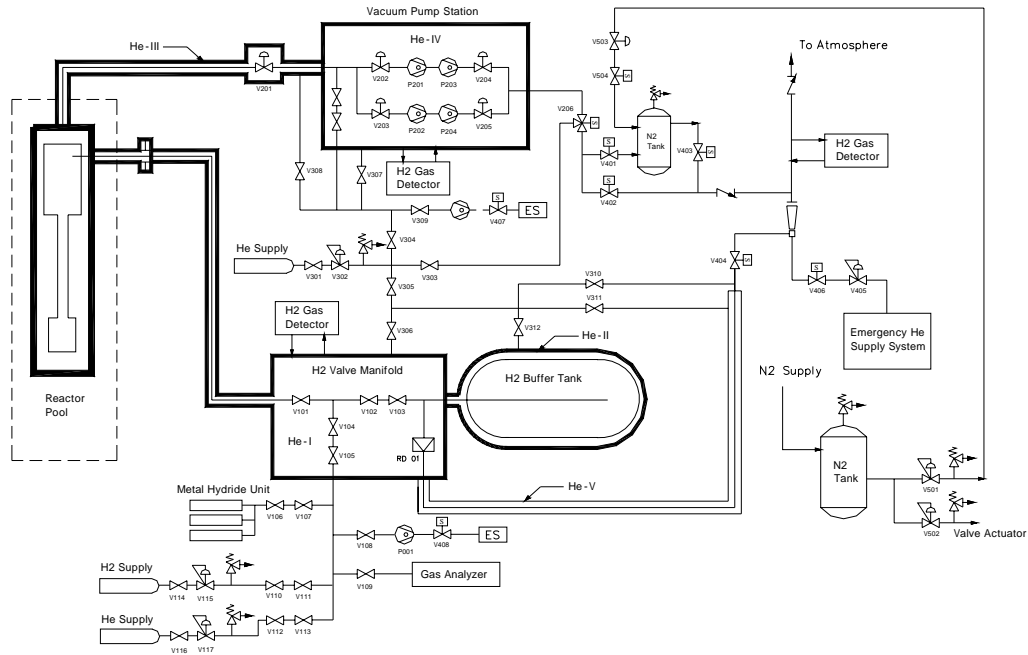 Vacuum Pump Station
He-III
He-IV
V201
V202
P201
P203
V204
V203
P202
P204
V205
V503
V504
S
To Atmosphere
V206
S
N2
Tank
V403
S
S
V401
S
V402
H2 Gas
Detector
V308
V307
H2 Gas
Detector
V309
S
V407
ES
V304
He Supply
V301
V302
V303
V404
S
V310
V305
V311
S
V406
V405
H2 Gas
Detector
V306
V312
He-II
Emergency He
Supply System
H2 Valve Manifold
H2 Buffer Tank
N2 Supply
Reactor
Pool
V101
V102
V103
V104
He-I
V105
RD 01
N2
Tank
He-V
V501
Metal Hydride Unit
V106
V107
V502
Valve Actuator
V108
P001
S
V408
ES
H2 Supply
V114
V115
V110
V111
V109
Gas Analyzer
He Supply
V116
V117
V112
V113